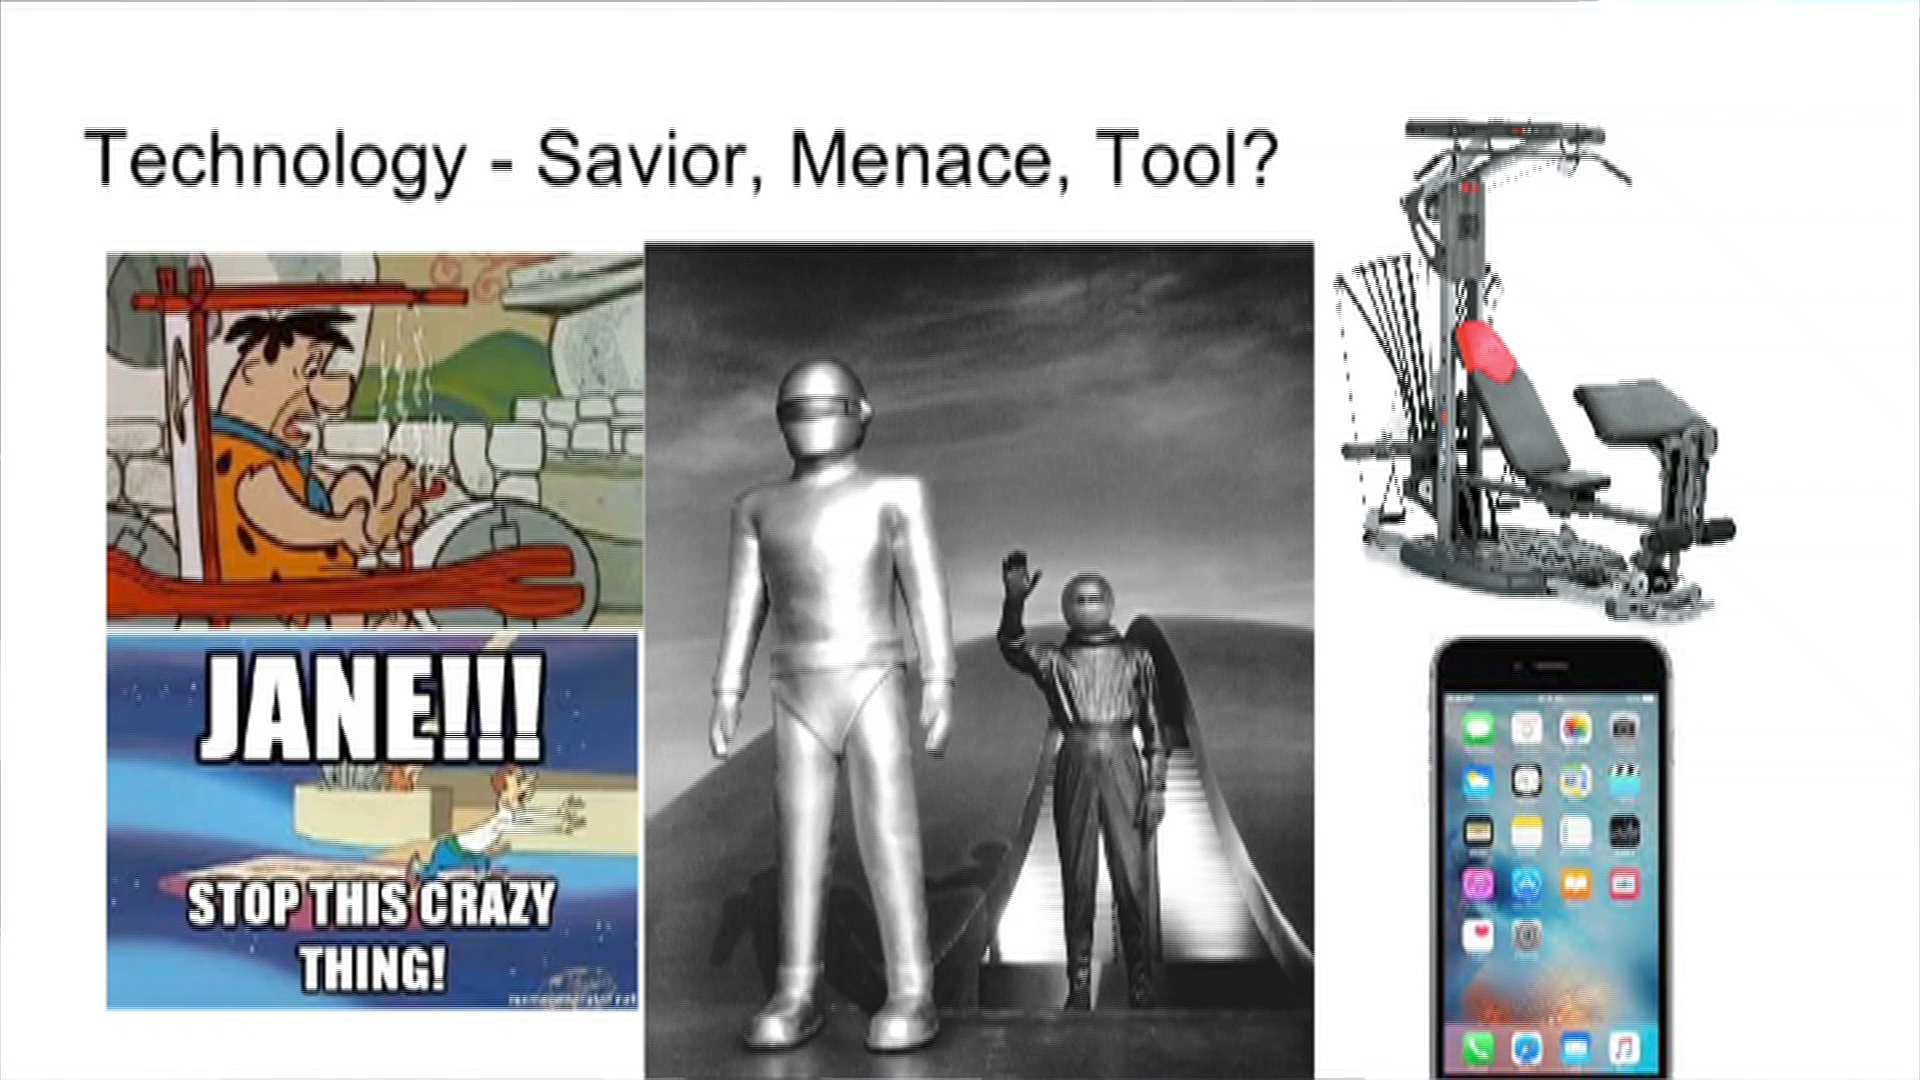 Technology - Savior, Menace, Tool?
JANE!!!
STOP THIS CRAZY
THING!